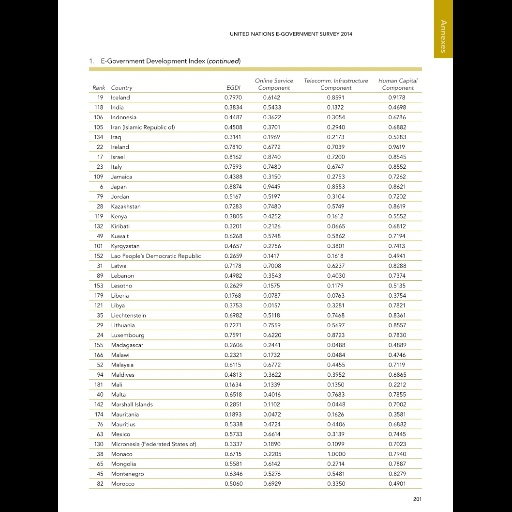 UNITED NATIONS E-GOVERNMENT SURVEY 2014
Annexes
1. E-Government Development Index (continued)
Online Service Telecomm. Infrastructure Human Capital
Rank Country EGDI Component Component Component
19 Iceland 0.7970 0.6142 0.8591 0.9178
118 India 0.3834 0.5433 0.1372 0.4698
106 Indonesia 0.4487 0.3622 0.3054 0.6786
105 Iran (Islamic Republic of) 0.4508 0.3701 0.2940 0.6882
134 Iraq 0.3141 0.1969 0.2173 0.5283
22 Ireland 0.7810 0.6772 0.7039 0.9619
17 Israel 0.8162 0.8740 0.7200 0.8545
23 Italy 0.7593 0.7480 0.6747 0.8552
109 Jamaica 0.4388 0.3150 0.2753 0.7262
6 Japan 0.8874 0.9449 0.8553 0.8621
79 Jordan 0.5167 0.5197 0.3104 0.7202
28 Kazakhstan 0.7283 0.7480 0.5749 0.8619
119 Kenya 0.3805 0.4252 0.1612 0.5552
132 Kiribati 0.3201 0.2126 0.0665 0.6812
49 Kuwait 0.6268 0.5748 0.5862 0.7194
101 Kyrgyzstan 0.4657 0.2756 0.3801 0.7413
152 Lao People's Democratic Republic 0.2659 0.1417 0.1618 0.4941
31 Latvia 0.7178 0.7008 0.6237 0.8288
89 Lebanon 0.4982 0.3543 0.4030 0.7374
153 Lesotho 0.2629 0.1575 0.1179 0.5135
179 Liberia 0.1768 0.0787 0.0763 0.3754
121 Libya 0.3753 0.0157 0.3281 0.7821
35 Liechtenstein 0.6982 0.5118 0.7468 0.8361
29 Lithuania 0.7271 0.7559 0.5697 0.8557
24 Luxembourg 0.7591 0.6220 0.8723 0.7830
155 Madagascar 0.2606 0.2441 0.0488 0.4889
166 Malawi 0.2321 0.1732 0.0484 0.4746
52 Malaysia 0.6115 0.6772 0.4455 0.7119
94 Maldives 0.4813 0.3622 0.3952 0.6865
181 Mali 0.1634 0.1339 0.1350 0.2212
40 Malta 0.6518 0.4016 0.7683 0.7855
142 Marshall Islands 0.2851 0.1102 0.0448 0.7002
174 Mauritania 0.1893 0.0472 0.1626 0.3581
76 Mauritius 0.5338 0.4724 0.4406 0.6882
63 Mexico 0.5733 0.6614 0.3139 0.7445
130 Micronesia (Federated States of) 0.3337 0.1890 0.1099 0.7023
38 Monaco 0.6715 0.2205 1.0000 0.7940
65 Mongolia 0.5581 0.6142 0.2714 0.7887
45 Montenegro 0.6346 0.5276 0.5481 0.8279
82 Morocco 0.5060 0.6929 0.3350 0.4901
201